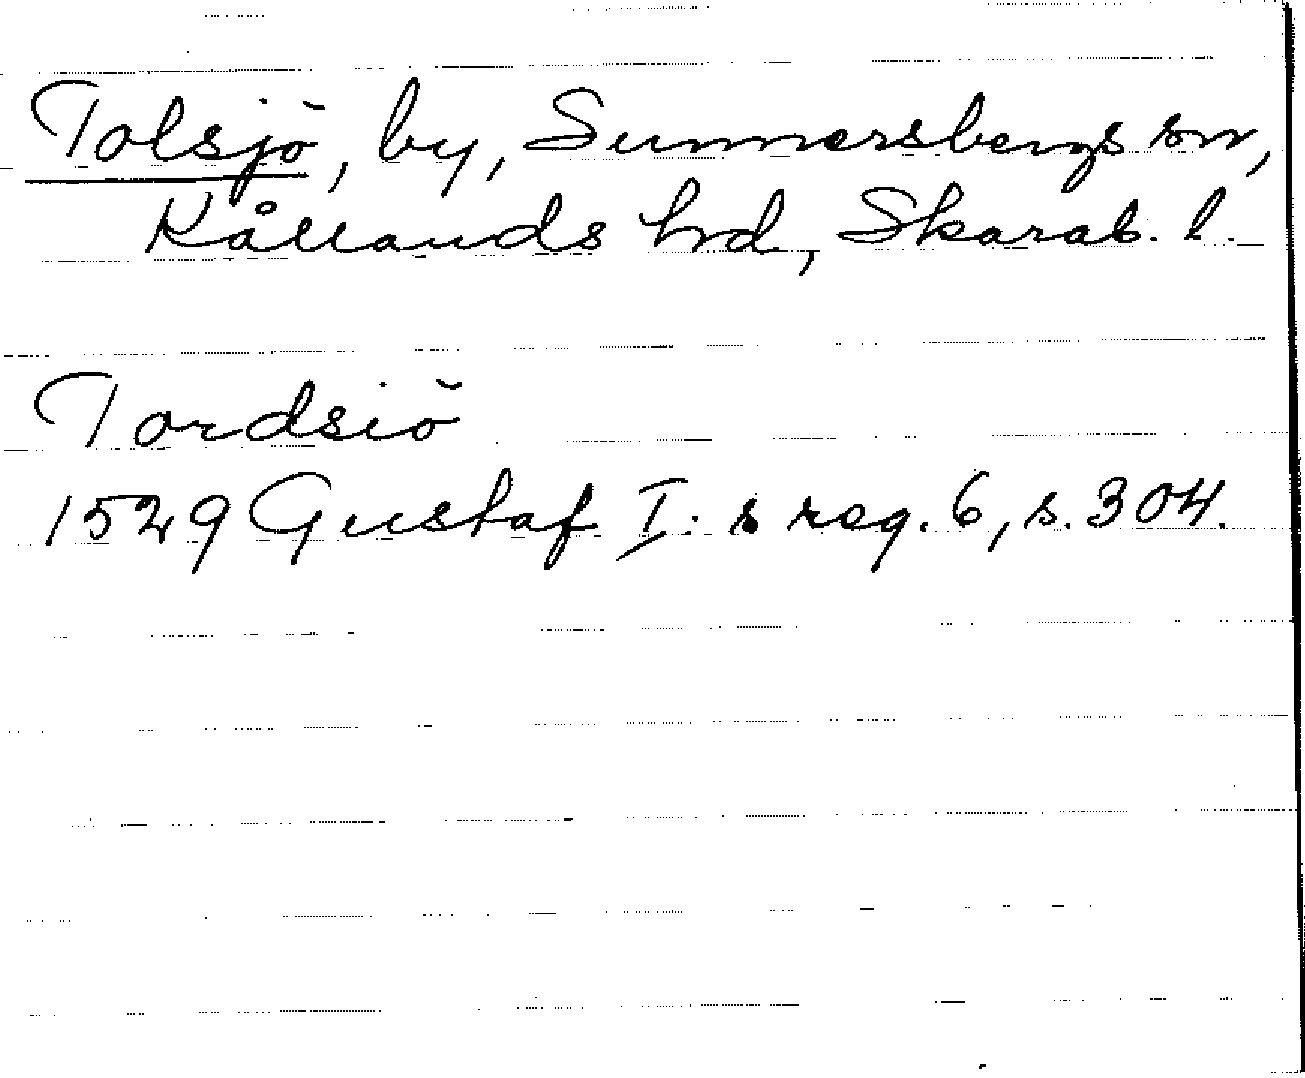 Tolsjö, by, Sunnersbergs sn,
Kållands hd, Skarab. l.
Tordsiö
1529 Gustaf I:s reg. 6, s. 304.